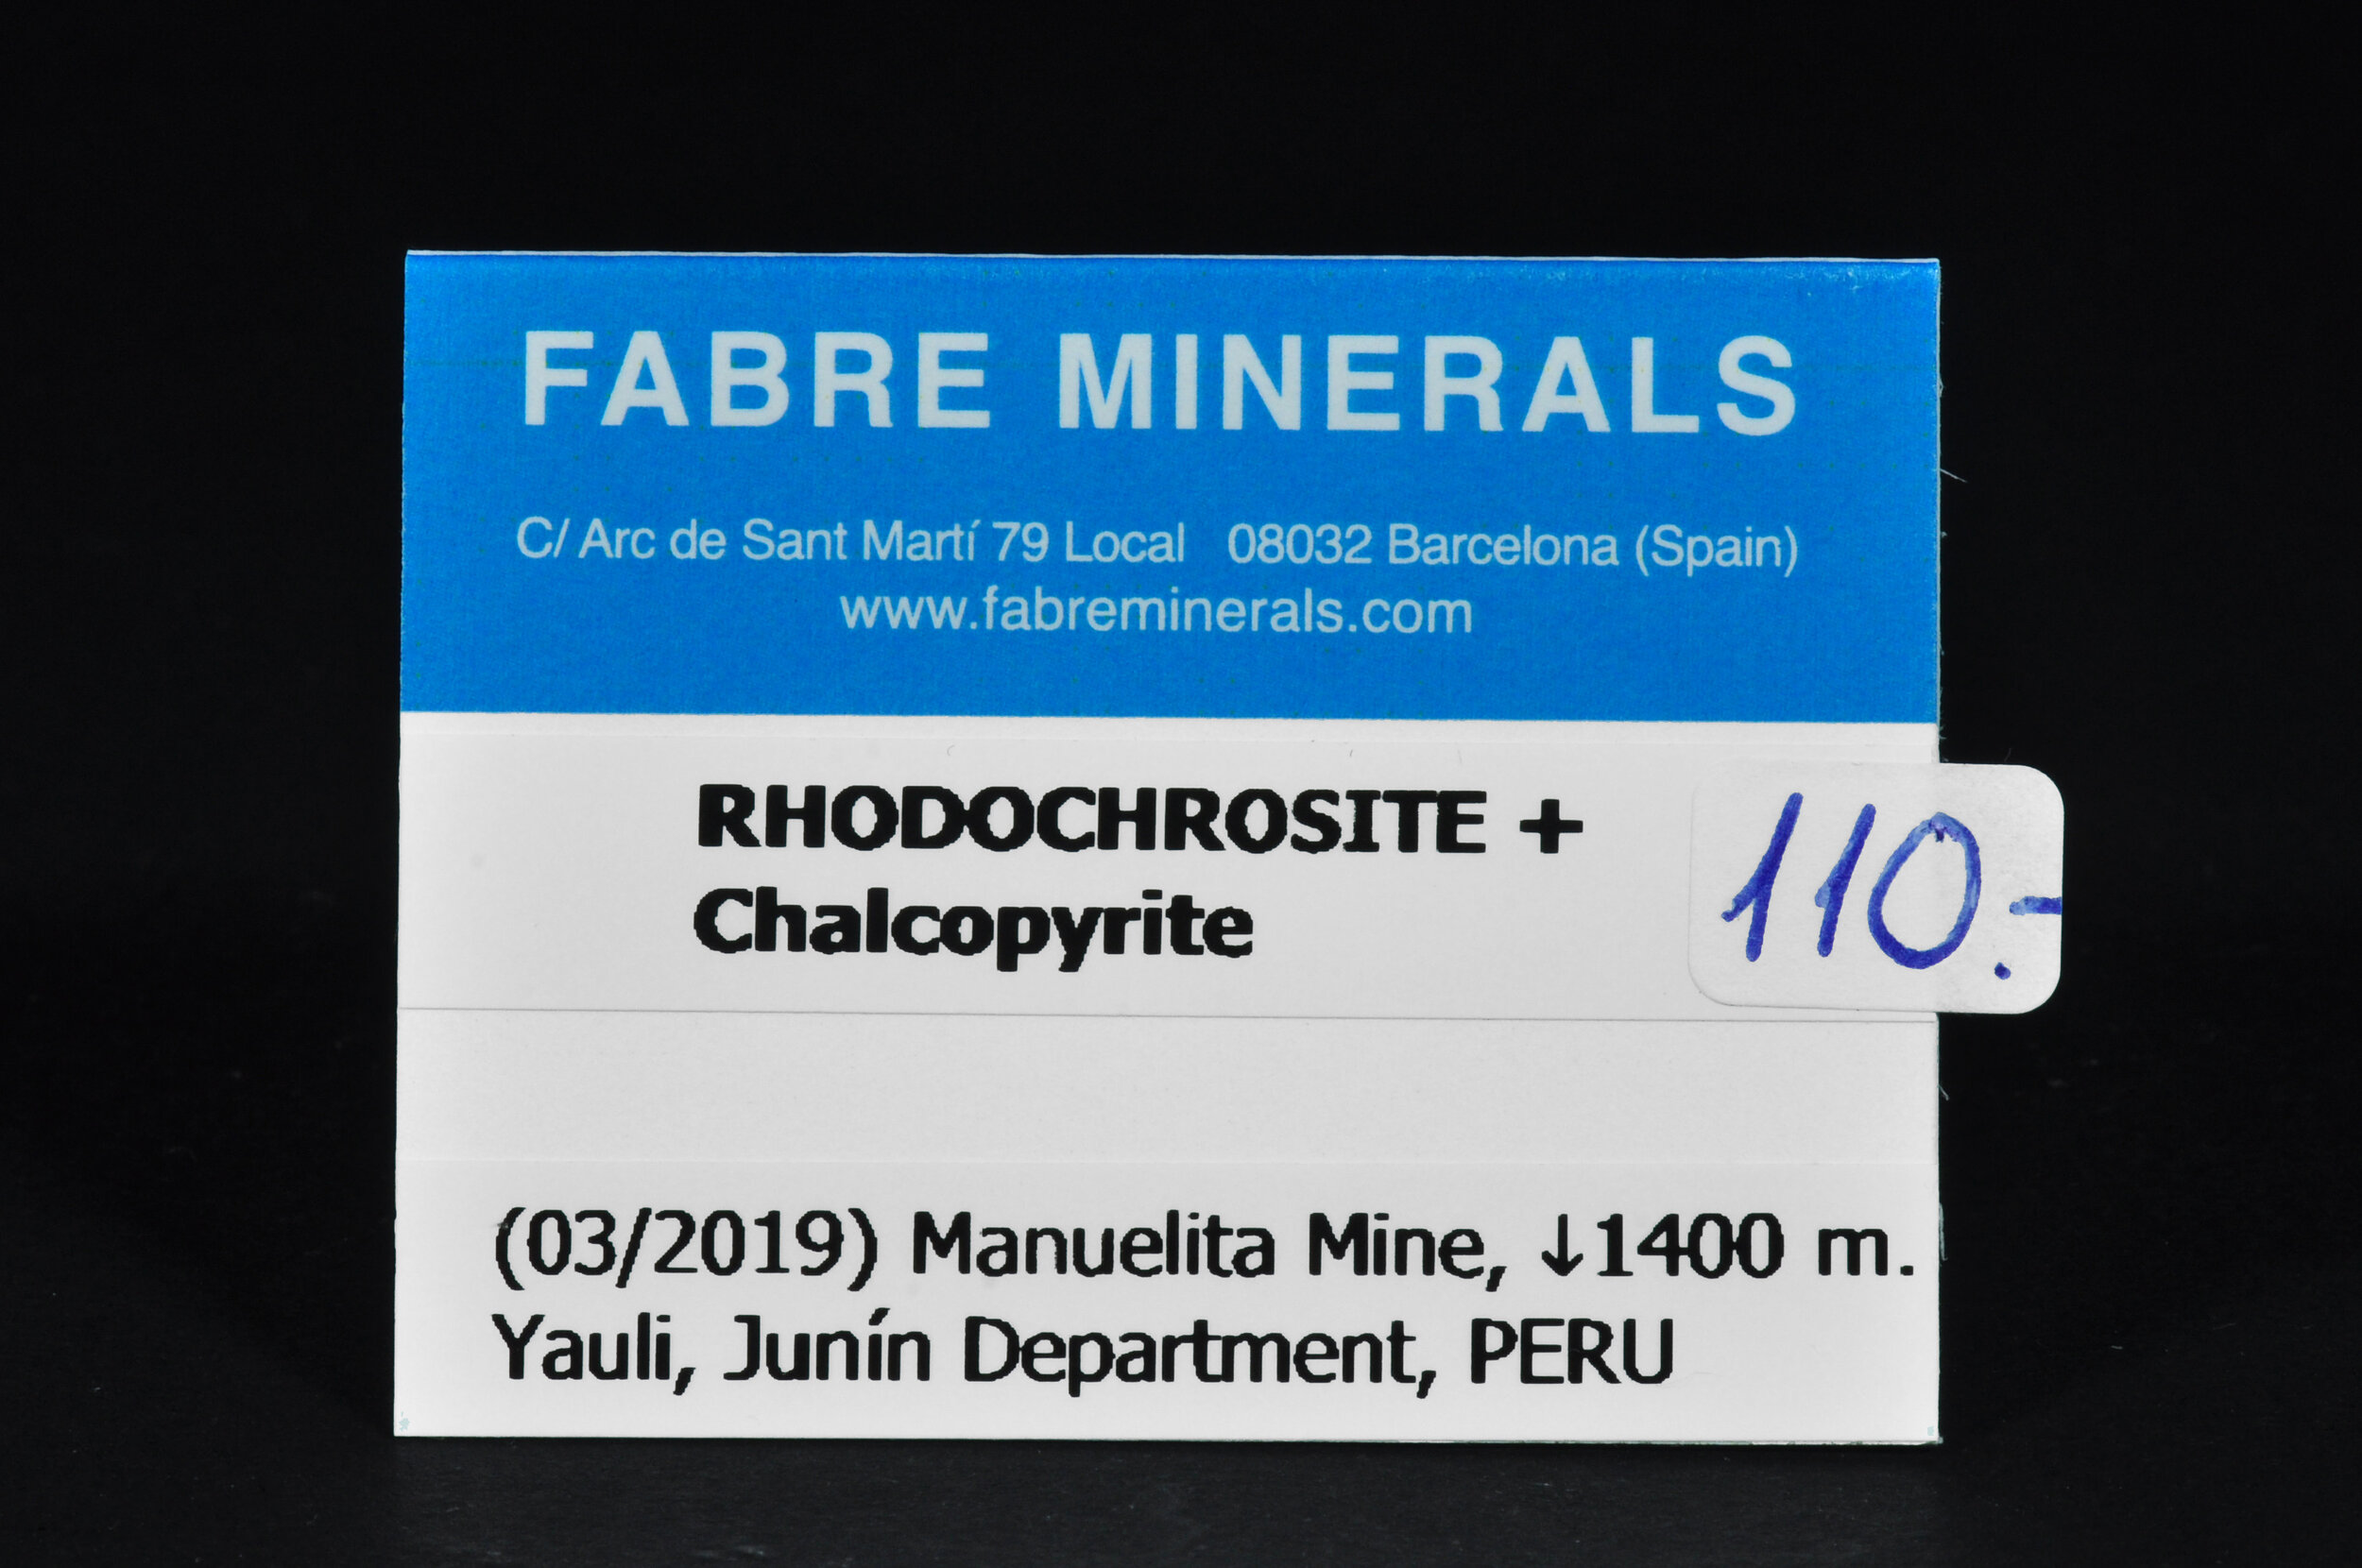 FABRE MINERALS
C/ Arc de Sant Martí 79 Local 08032 Barcelona (Spain)
www.fabreminerals.com
RHODOCHROSITE +
Chalcopyrite
110.-
(03/2019) Manuelita Mine, ↓1400 m.
Yauli, Junín Department, PERU